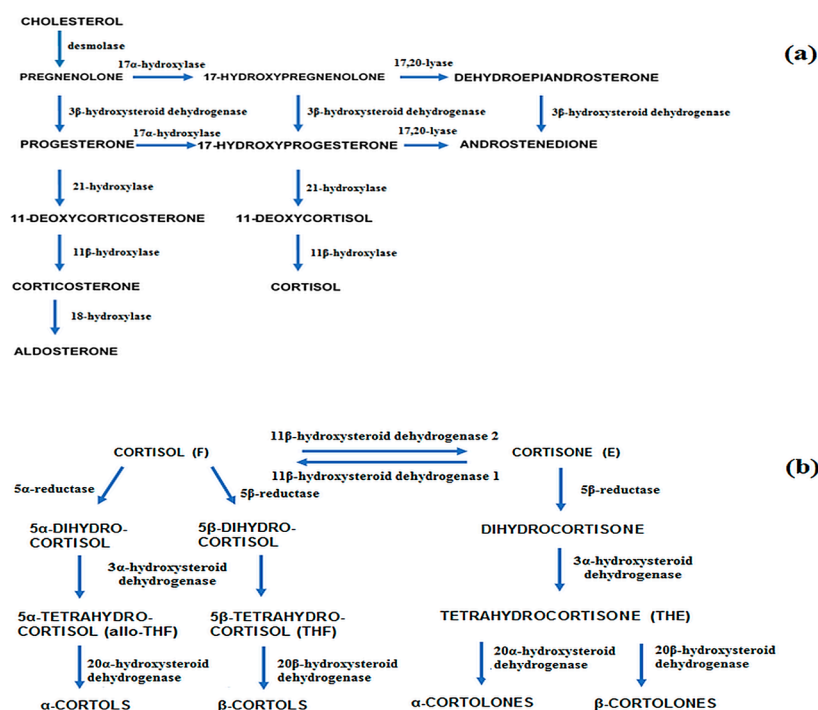 CHOLESTEROL
(a)
desmolase
17α-hydroxylase
17,20-lyase
PREGNENOLONE
17-HYDROXYPREGNENOLONE
DEHYDROEPIANDROSTERONE
3β-hydroxysteroid dehydrogenase
3β-hydroxysteroid dehydrogenase
3β-hydroxysteroid dehydrogenase
17α-hydroxylase
17,20-lyase
PROGESTERONE
17-HYDROXYPROGESTERONE
ANDROSTENEDIONE
21-hydroxylase
21-hydroxylase
11-DEOXYCORTICOSTERONE
11-DEOXYCORTISOL
11β-hydroxylase
11β-hydroxylase
CORTICOSTERONE
CORTISOL
18-hydroxylase
ALDOSTERONE
11β-hydroxysteroid dehydrogenase 2
CORTISOL (F)
CORTISONE (E)
(b)
11β-hydroxysteroid dehydrogenase 1
5α-reductase
5β-reductase
5β-reductase
5α-DIHYDRO-
CORTISOL
5β-DIHYDRO-
CORTISOL
DIHYDROCORTISONE
3α-hydroxysteroid
dehydrogenase
3α-hydroxysteroid
dehydrogenase
5α-TETRAHYDRO-
CORTISOL (allo-THF)
5β-TETRAHYDRO-
CORTISOL (THF)
TETRAHYDROCORTISONE (THE)
20α-hydroxysteroid
dehydrogenase
20β-hydroxysteroid
dehydrogenase
20α-hydroxysteroid
dehydrogenase
20β-hydroxysteroid
dehydrogenase
α-CORTOLS
β-CORTOLS
α-CORTOLONES
β-CORTOLONES